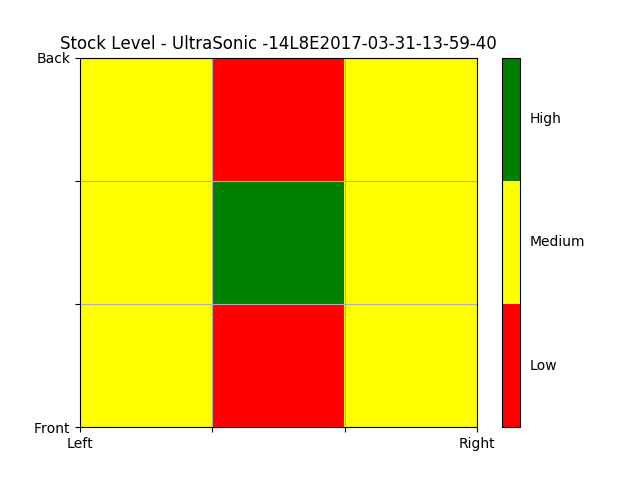 Stock Level - UltraSonic -14L8E2017-03-31-13-59-40
Back
High
Medium
Low
Front
Left
Right